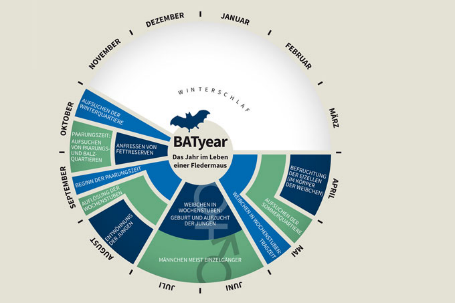 DEZEMBER
JANUAR
NOVEMBER
FEBRUAR
WINTERSCHLAF
OKTOBER
MÄRZ
AUFSUCHEN DER
WINTERQUARTIERE
PAARUNGSZEIT:
AUFSUCHEN
VON PAARUNGS-
UND BALZ-
QUARTIEREN
ANFRESSEN VON
FETTRESERVEN
BATyear
Das Jahr im Leben
einer Fledermaus
SEPTEMBER
BEGINN DER PAARUNGSZEIT
AUFLÖSUNG DER
WOCHENSTUBEN
BEFRUCHTUNG
DER EIZELLEN
IM KÖRPER
DER WEIBCHEN
APRIL
AUFSUCHEN DER
SOMMERQUARTIERE
WEIBCHEN IN WOCHENSTUBEN:
TRAGZEIT
MAI
AUGUST
ENTWÖHNUNG
DER JUNGEN
WEIBCHEN IN
WOCHENSTUBEN:
GEBURT UND AUFZUCHT
DER JUNGEN
MÄNNCHEN MEIST EINZELGÄNGER
JULI
JUNI